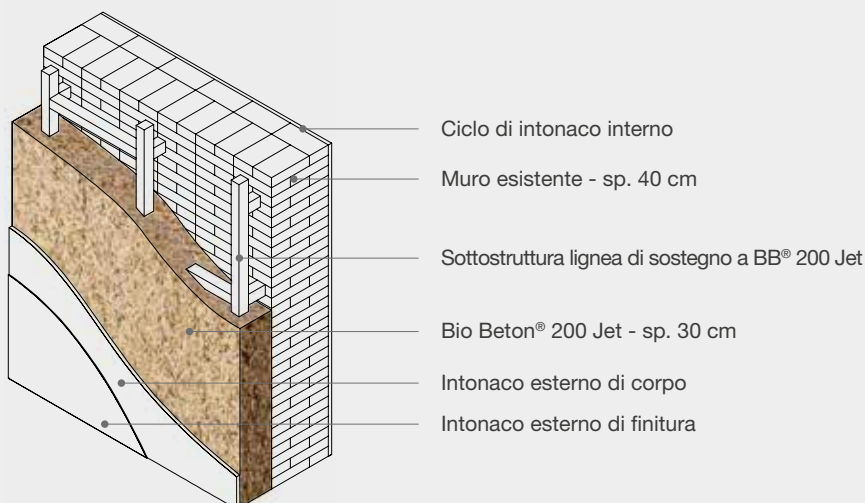 Ciclo di intonaco interno
Muro esistente - sp. 40 cm
Sottostruttura lignea di sostegno a BB® 200 Jet
Bio Beton® 200 Jet - sp. 30 cm
Intonaco esterno di corpo
Intonaco esterno di finitura